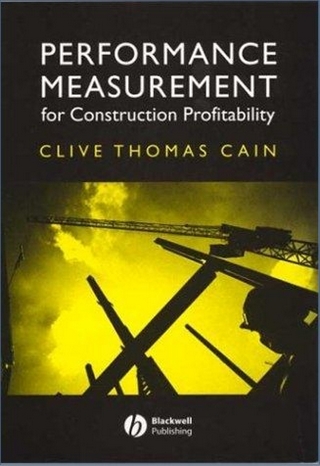 PERFORMANCE
MEASUREMENT
for Construction Profitability
CLIVE THOMAS CAIN
Blackwell
Publishing